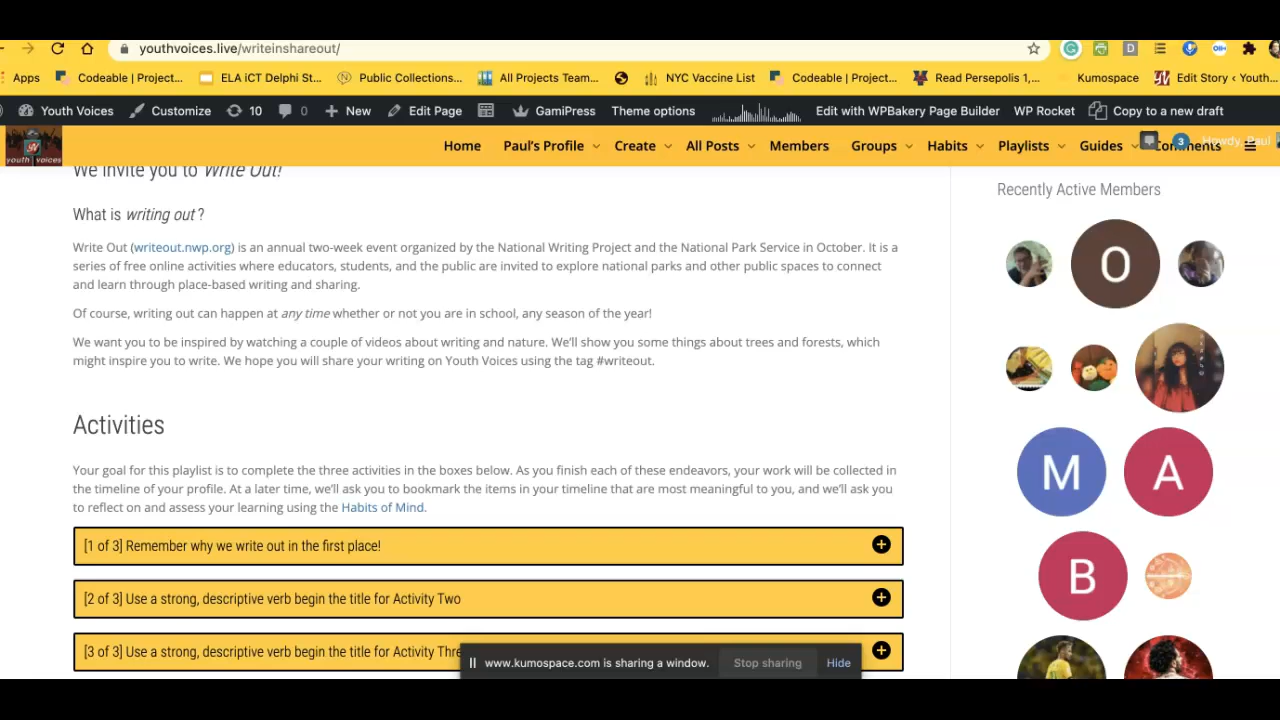 youthvoices.live/writeinshareout/
Apps Codeable | Project... ELA iCT Delphi St... Public Collections... All Projects Team... NYC Vaccine List Codeable | Project... Read Persepolis 1,... Kumospace Edit Story ‹ Youth...
Youth Voices Customize 10 0 New Edit Page GamiPress Theme options Edit with WPBakery Page Builder WP Rocket Copy to a new draft
youth voices Home Paul's Profile Create All Posts Members Groups Habits Playlists Guides Comments 3 Howdy, Paul
We invite you to Write Out!
Recently Active Members
What is writing out?
Write Out (writeout.nwp.org) is an annual two-week event organized by the National Writing Project and the National Park Service in October. It is a
series of free online activities where educators, students, and the public are invited to explore national parks and other public spaces to connect
and learn through place-based writing and sharing.
O
Of course, writing out can happen at any time whether or not you are in school, any season of the year!
We want you to be inspired by watching a couple of videos about writing and nature. We'll show you some things about trees and forests, which
might inspire you to write. We hope you will share your writing on Youth Voices using the tag #writeout.
Activities
Your goal for this playlist is to complete the three activities in the boxes below. As you finish each of these endeavors, your work will be collected in
the timeline of your profile. At a later time, we'll ask you to bookmark the items in your timeline that are most meaningful to you, and we'll ask you
to reflect on and assess your learning using the Habits of Mind.
M A
[1 of 3] Remember why we write out in the first place!
B
[2 of 3] Use a strong, descriptive verb begin the title for Activity Two
[3 of 3] Use a strong, descriptive verb begin the title for Activity Thre
www.kumospace.com is sharing a window. Stop sharing Hide